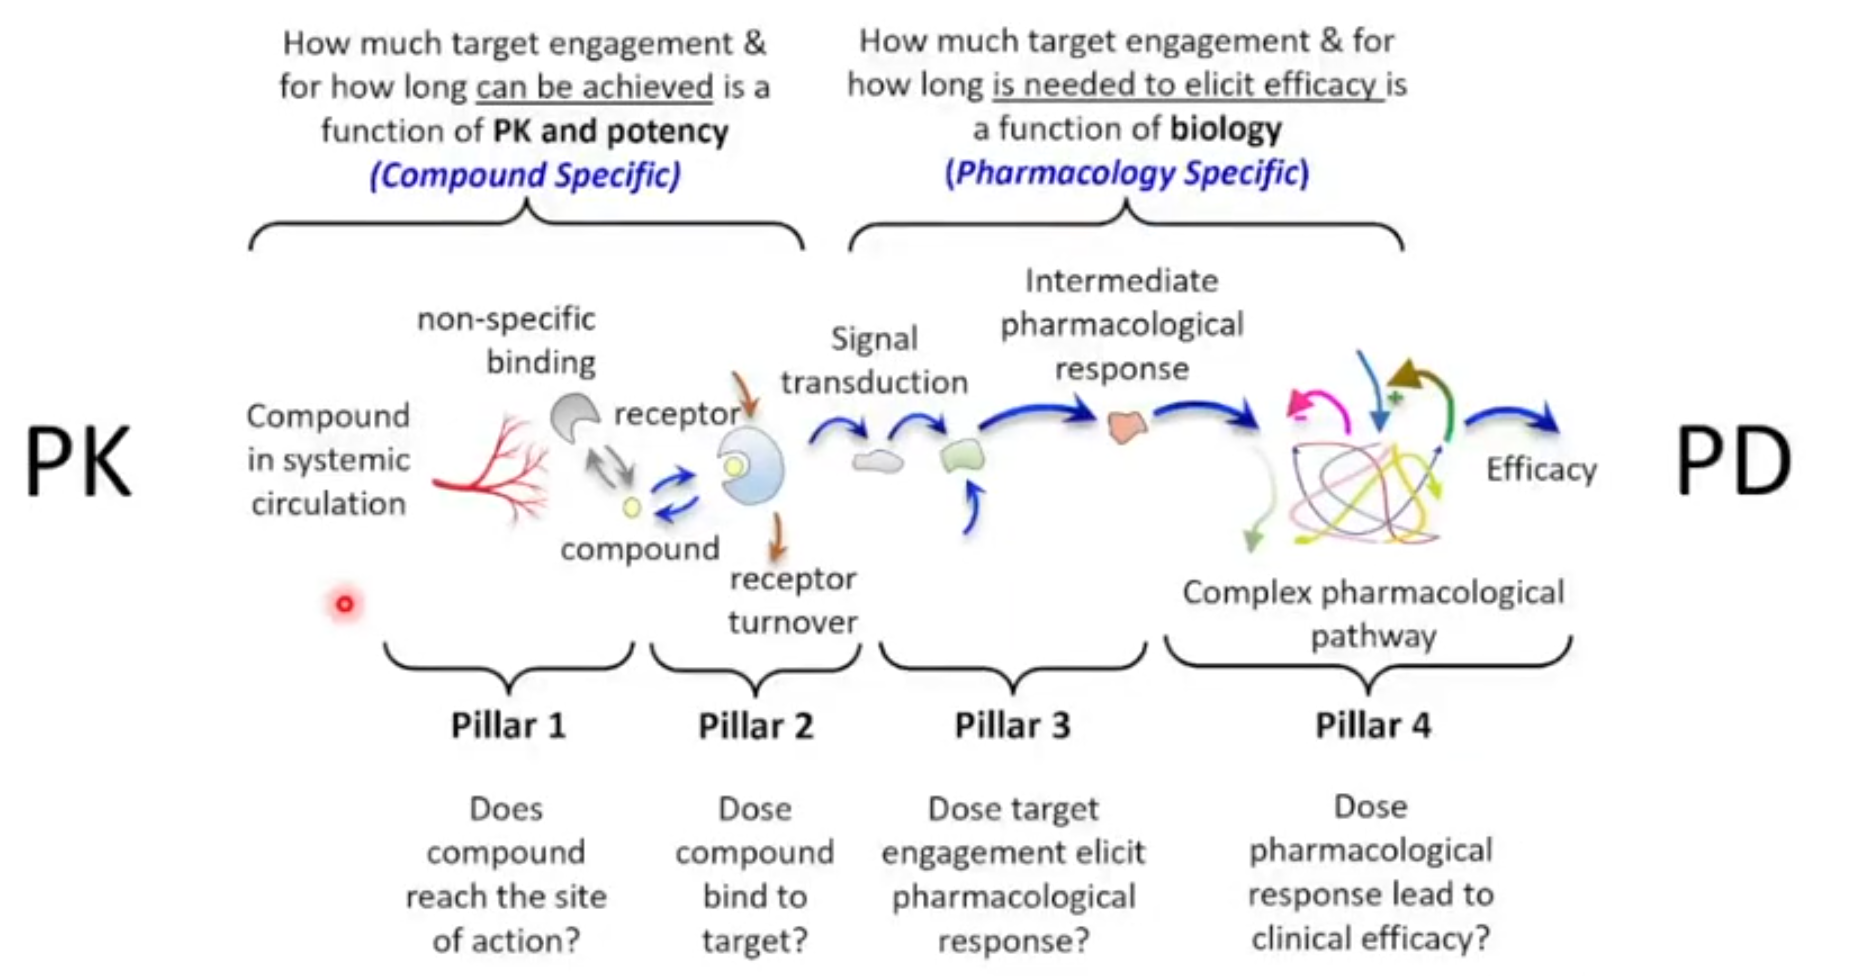 How much target engagement &
for how long can be achieved is a
function of PK and potency
(Compound Specific)
How much target engagement & for
how long is needed to elicit efficacy is
a function of biology
(Pharmacology Specific)
PK
Compound
in systemic
circulation
non-specific
binding
receptor
compound
receptor
turnover
Signal
transduction
Intermediate
pharmacological
response
+
-
Complex pharmacological
pathway
Efficacy
PD
Pillar 1
Does
compound
reach the site
of action?
Pillar 2
Dose
compound
bind to
target?
Pillar 3
Dose target
engagement elicit
pharmacological
response?
Pillar 4
Dose
pharmacological
response lead to
clinical efficacy?